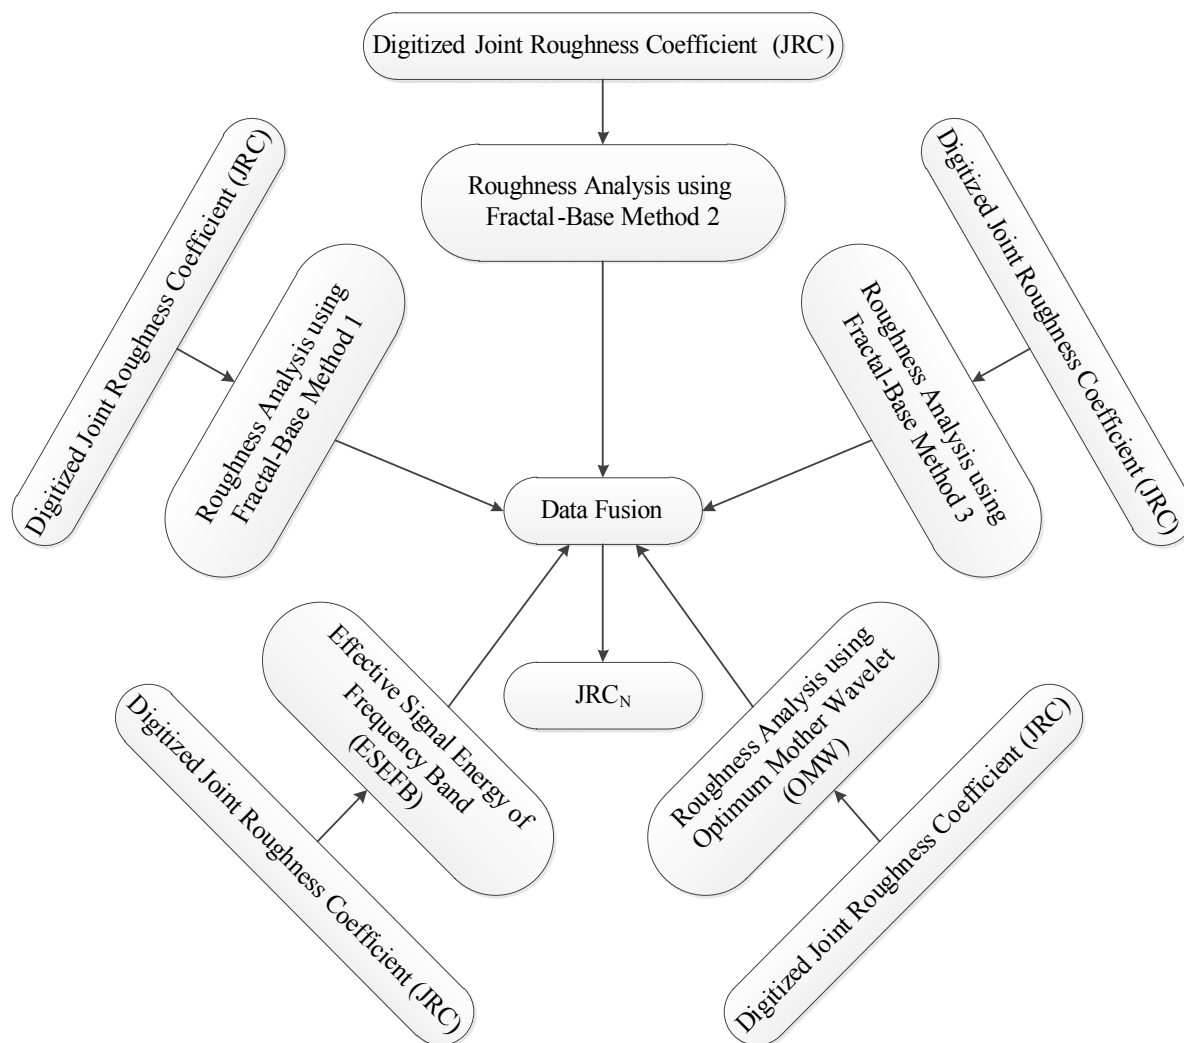 Digitized Joint Roughness Coefficient (JRC)
Roughness Analysis using
Fractal-Base Method 2
Digitized Joint Roughness Coefficient (JRC)
Roughness Analysis using
Fractal-Base Method 1
Digitized Joint Roughness Coefficient (JRC)
Roughness Analysis using
Fractal-Base Method 3
Data Fusion
Effective Signal Energy of
Frequency Band
(ESEFB)
Digitized Joint Roughness Coefficient (JRC)
JRCN
Roughness Analysis using
Optimum Mother Wavelet
(OMW)
Digitized Joint Roughness Coefficient (JRC)